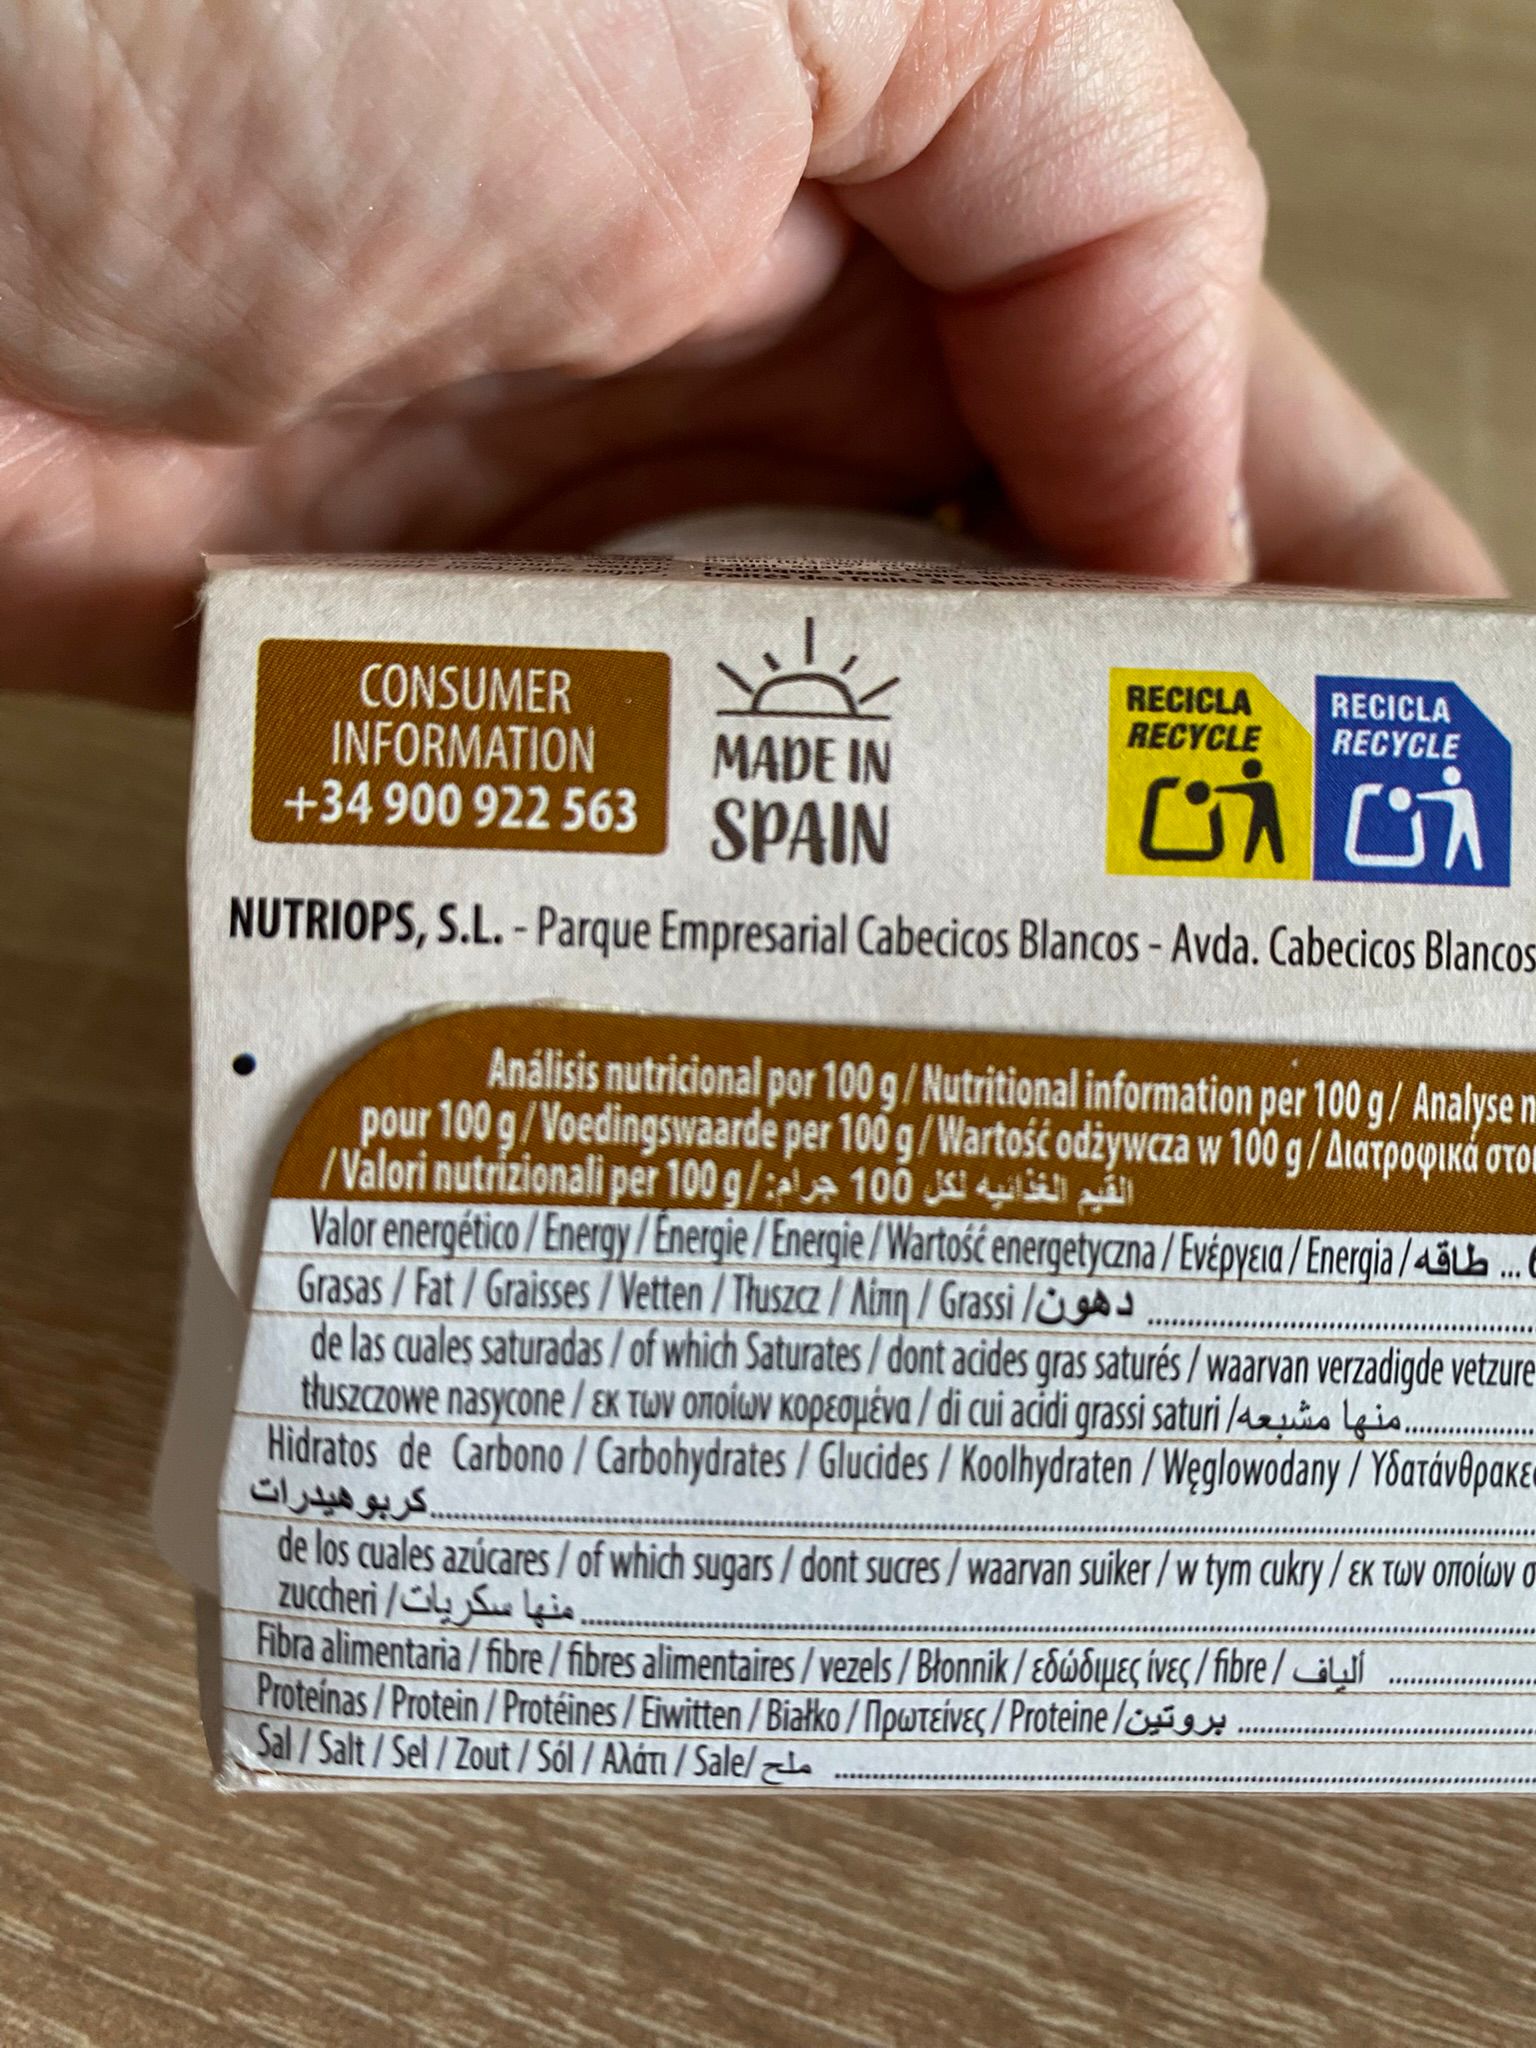 CONSUMER
INFORMATION
+34 900 922 563
MADE IN
SPAIN
RECICLA
RECYCLE
RECICLA
RECYCLE
NUTRIOPS, S.L. - Parque Empresarial Cabecicos Blancos - Avda. Cabecicos Blancos
Análisis nutricional por 100 g / Nutritional information per 100 g / Analyse
pour 100 g / Voedingswaarde per 100 g / Wartość odżywcza w 100 g / Διατροφικά
/ Valori nutrizionali per 100 g / القيم الغذائيه لكل 100 جرام:
Valor energético / Energy / Énergie / Energie / Wartość energetyczna / Ενέργεια / Energia / طاقه ...
Grasas / Fat / Graisses / Vetten / Tłuszcz / Λίπη / Grassi / دهون
de las cuales saturadas / of which Saturates / dont acides gras saturés / waarvan verzadigde
tłuszczowe nasycone / εκ των οποίων κορεσμένα / di cui acidi grassi saturi / منها مشبعه
Hidratos de Carbono / Carbohydrates / Glucides / Koolhydraten / Węglowodany /
كربوهيدرات
de los cuales azúcares / of which sugars / dont sucres / waarvan suiker / w tym cukry / εκ των οποίων
zuccheri / منها سكريات
Fibra alimentaria / fibre / fibres alimentaires / vezels / Błonnik / εδώδιμες ίνες / fibre / ألياف
Proteínas / Protein / Protéines / Eiwitten / Białko / Πρωτείνες / Proteine / بروتين
Sal / Salt / Sel / Zout / Sól / Αλάτι / Sale / ملح